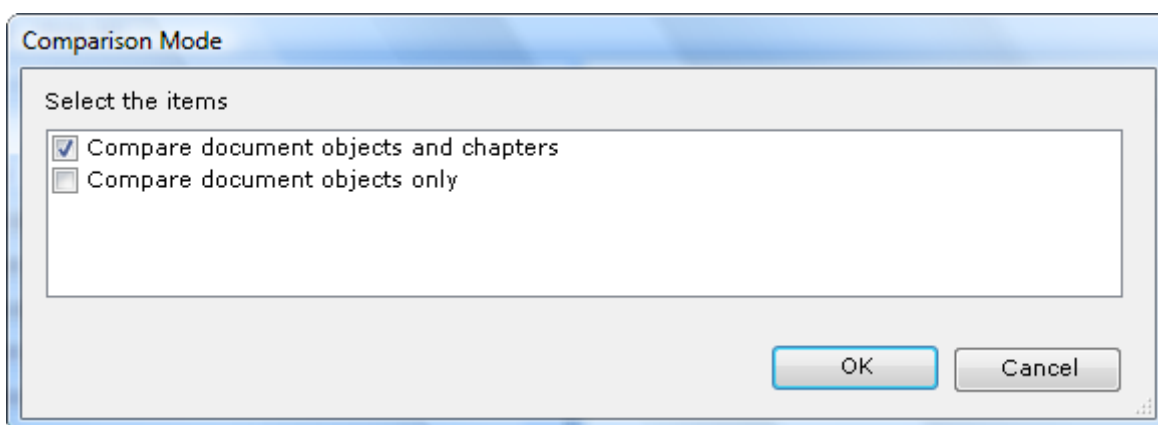 Comparison Mode
Select the items
Compare document objects and chapters
Compare document objects only
OK Cancel